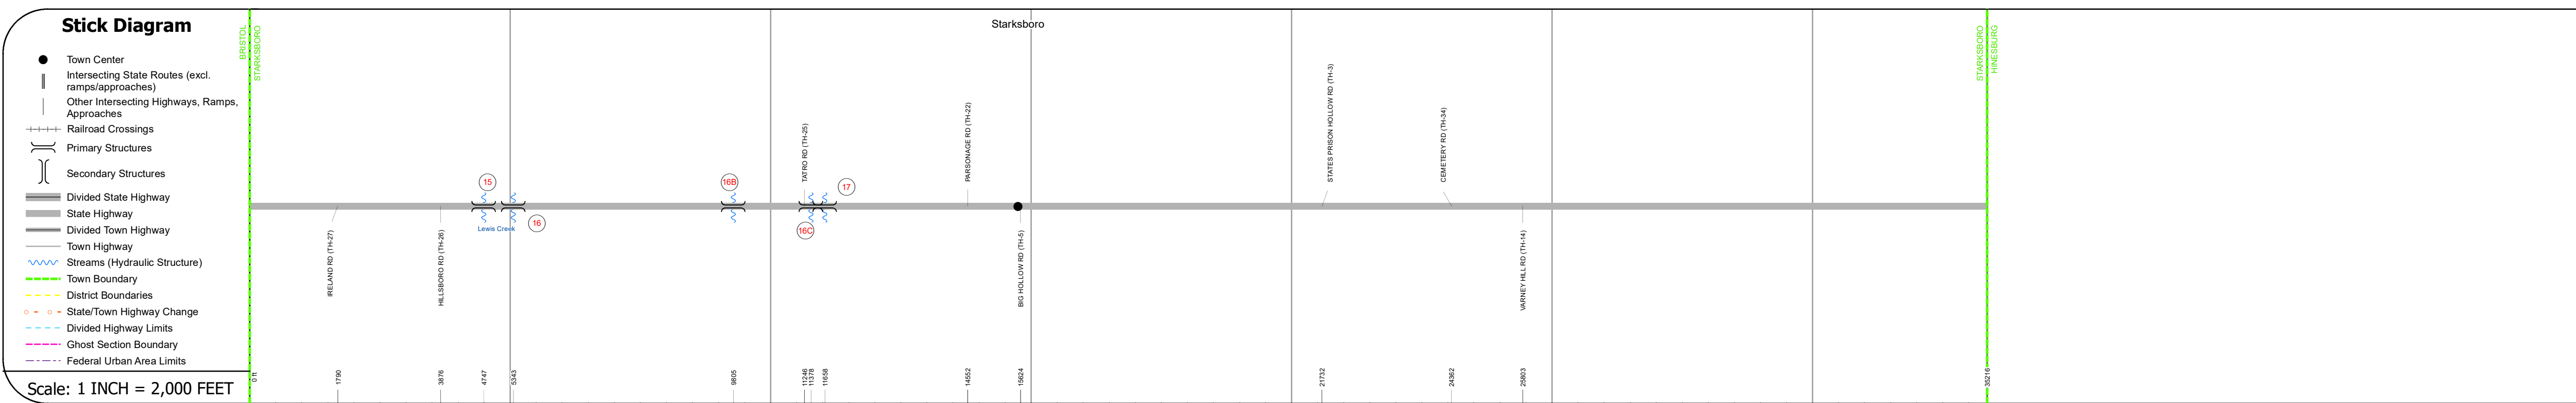 Stick Diagram
Town Center
Intersecting State Routes (excl.
ramps/approaches)
Other Intersecting Highways, Ramps,
Approaches
Railroad Crossings
Primary Structures
Secondary Structures
Divided State Highway
State Highway
Divided Town Highway
Town Highway
Streams (Hydraulic Structure)
Town Boundary
District Boundaries
State/Town Highway Change
Divided Highway Limits
Ghost Section Boundary
Federal Urban Area Limits
Scale: 1 INCH = 2,000 FEET
BRISTOL
STARKSBORO
Starksboro
STARKSBORO
HINESBURG
IRELAND RD (TH-27)
HILLSBORO RD (TH-26)
15
Lewis Creek
16
16B
TATRO RD (TH-25)
16C
17
PARSONAGE RD (TH-22)
BIG HOLLOW RD (TH-5)
STATES PRISON HOLLOW RD (TH-3)
CEMETERY RD (TH-34)
VARNEY HILL RD (TH-14)
0 ft
1790
3876
4747
5343
9805
11246
11378
11658
14552
15624
21732
24362
25803
35216